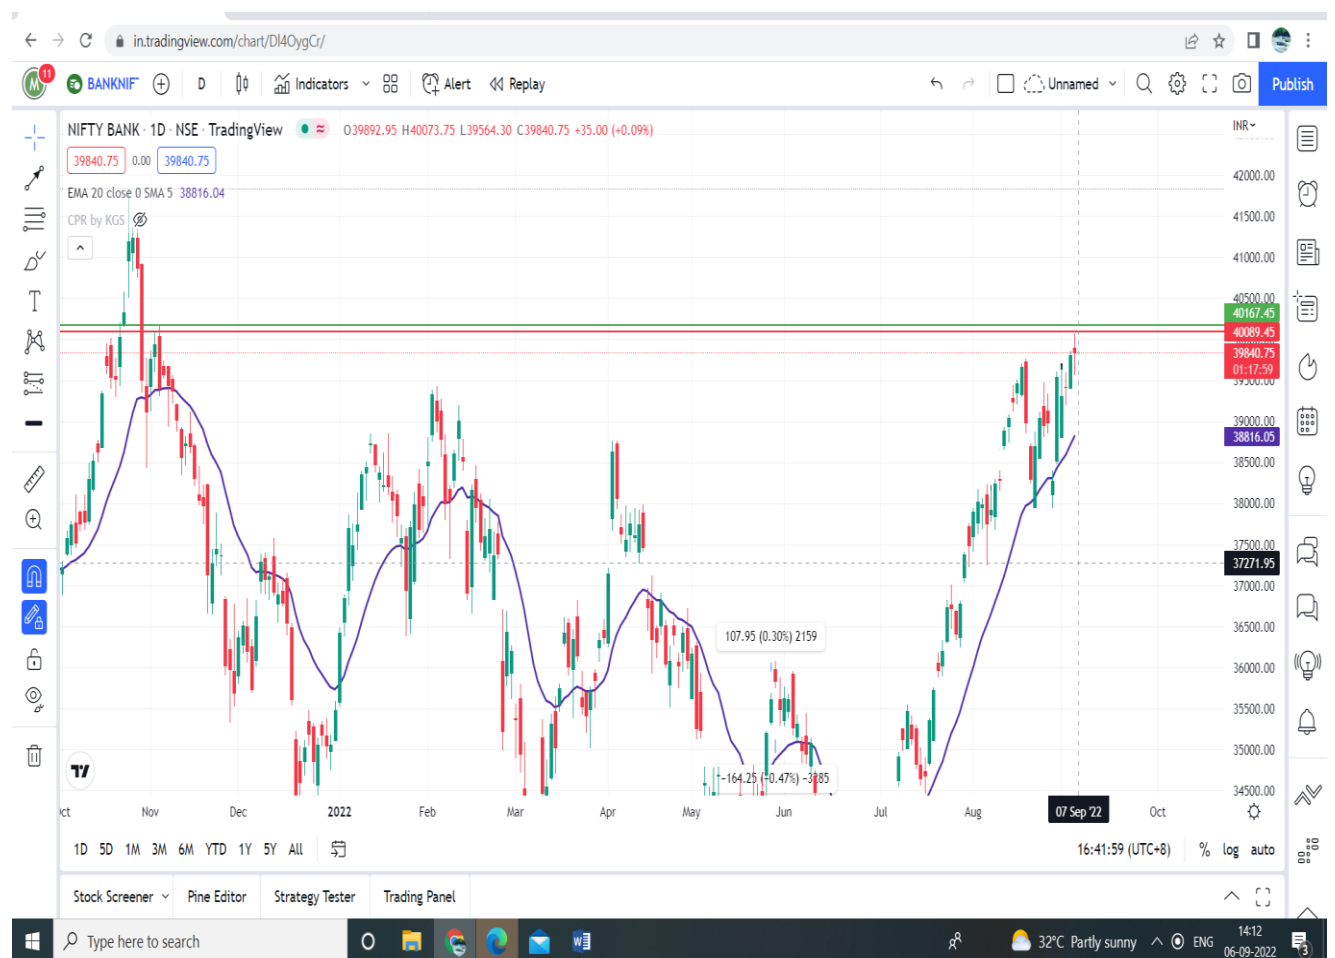 in.tradingview.com/chart/Dl4OygCr/
M 11 BANKNIF D Indicators Alert Replay Unnamed Publish
NIFTY BANK · 1D · NSE · TradingView O39892.95 H40073.75 L39564.30 C39840.75 +35.00 (+0.09%) INR
39840.75 0.00 39840.75
EMA 20 close 0 SMA 5 38816.04
CPR by KGS
42000.00
41500.00
41000.00
40500.00
40167.45
40089.45
39840.75
01:17:59
39500.00
39000.00
38816.05
38500.00
38000.00
37500.00
37271.95
37000.00
36500.00
107.95 (0.30%) 2159
36000.00
35500.00
35000.00
-164.25 (-0.47%) -3285
34500.00
Nov Dec 2022 Feb Mar Apr May Jun Jul Aug 07 Sep '22 Oct
1D 5D 1M 3M 6M YTD 1Y 5Y All 16:41:59 (UTC+8) % log auto
Stock Screener Pine Editor Strategy Tester Trading Panel
Type here to search 32°C Partly sunny ENG 14:12
06-09-2022 3